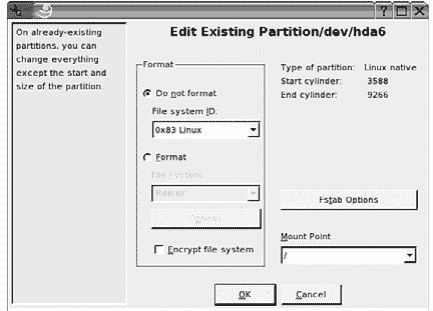 On already-existing
partitions, you can
change everything
except the start and
size of the partition.
Edit Existing Partition/dev/hda6
Format
Do not format
File system ID:
0x83 Linux
Format
File system
Reiser
Options
Encrypt file system
Type of partition: Linux native
Start cylinder: 3588
End cylinder: 9266
Fstab Options
Mount Point
/
OK
Cancel